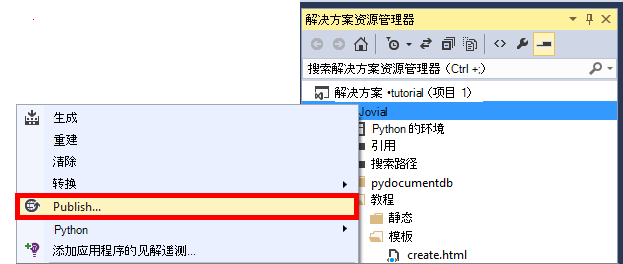 解决方案资源管理器
搜索解决方案资源管理器（Ctrl +;）
解决方案 •tutorial（项目 1）
Jovial
Python 的环境
引用
搜索路径
pydocumentdb
教程
静态
模板
create.html
生成
重建
清除
转换
Publish...
Python
添加应用程序的见解遥测...